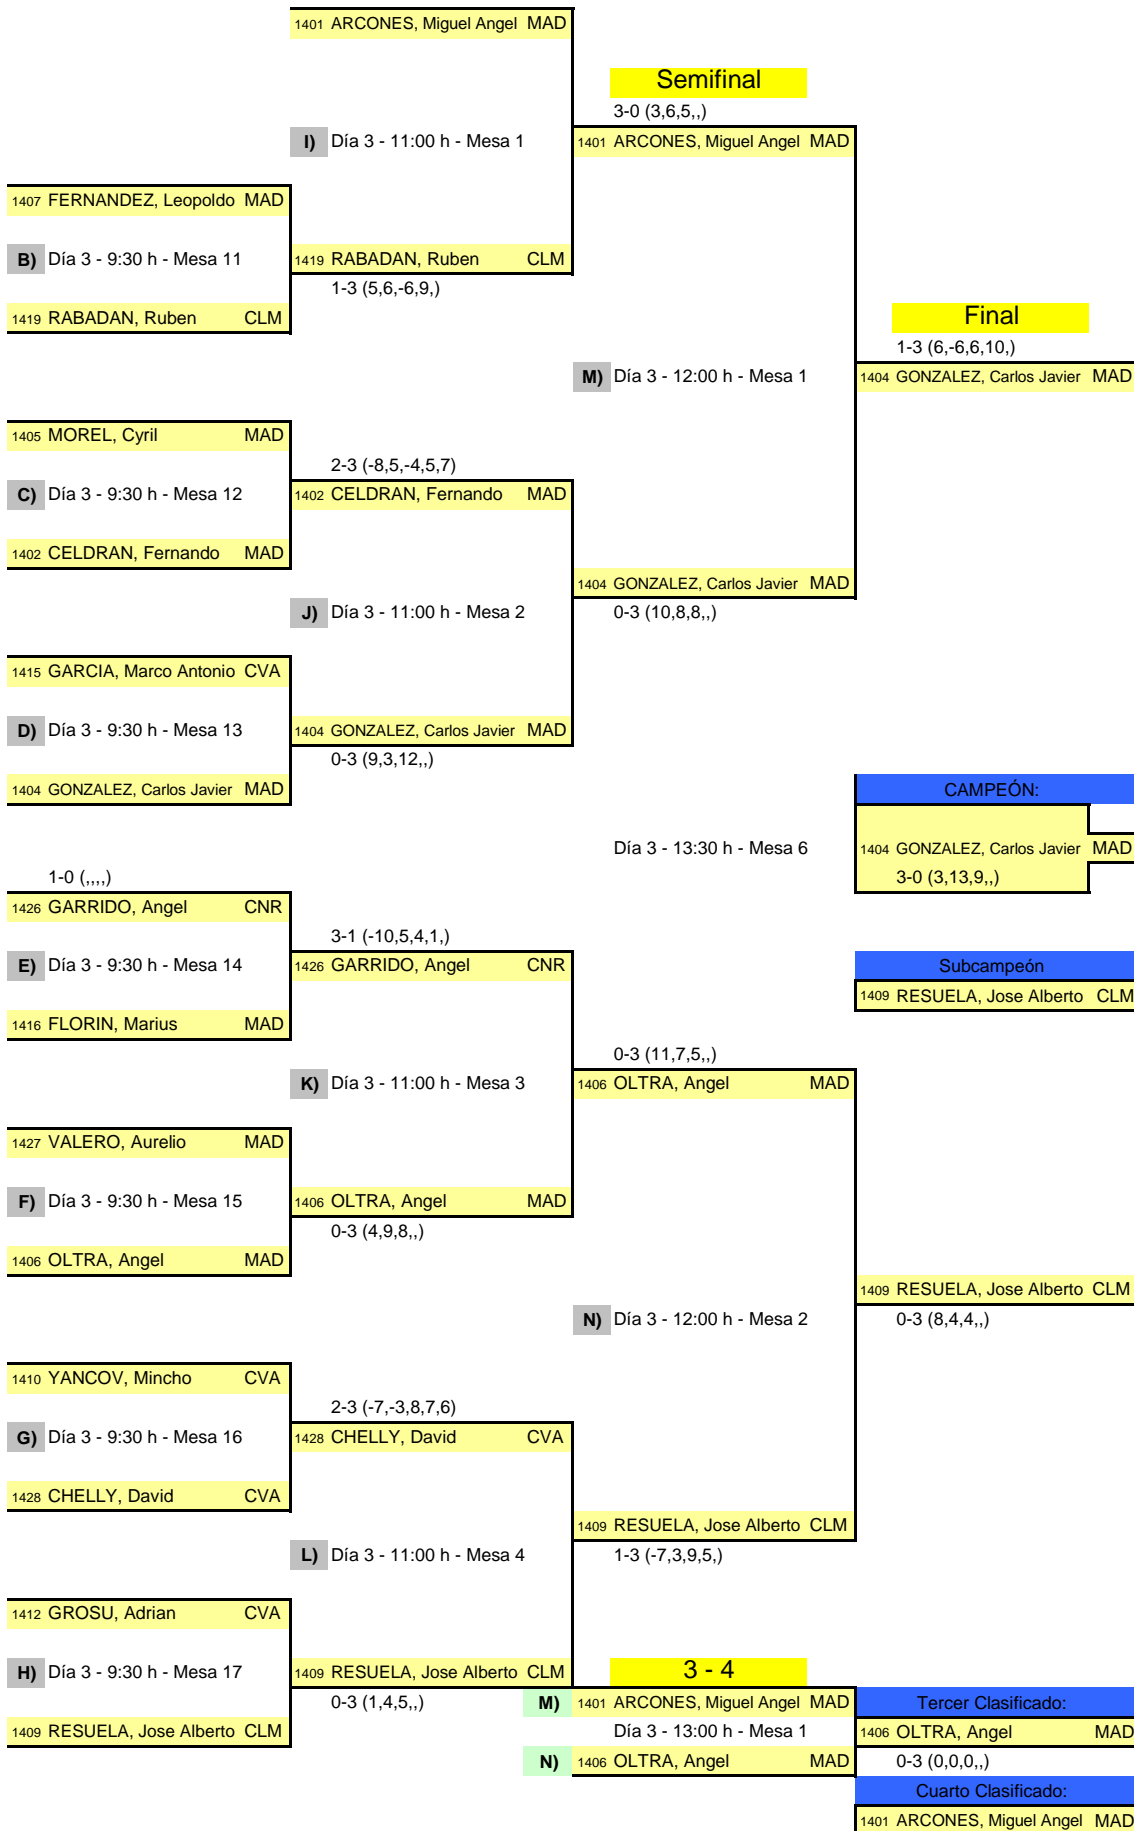 1401 ARCONES, Miguel Angel MAD
Semifinal
3-0 (3,6,5,,)
I) Día 3 - 11:00 h - Mesa 1
1401 ARCONES, Miguel Angel MAD
1407 FERNANDEZ, Leopoldo MAD
B) Día 3 - 9:30 h - Mesa 11
1419 RABADAN, Ruben CLM
1-3 (5,6,-6,9,)
1419 RABADAN, Ruben CLM
Final
1-3 (6,-6,6,10,)
M) Día 3 - 12:00 h - Mesa 1
1404 GONZALEZ, Carlos Javier MAD
1405 MOREL, Cyril MAD
2-3 (-8,5,-4,5,7)
C) Día 3 - 9:30 h - Mesa 12
1402 CELDRAN, Fernando MAD
1402 CELDRAN, Fernando MAD
1404 GONZALEZ, Carlos Javier MAD
J) Día 3 - 11:00 h - Mesa 2
0-3 (10,8,8,,)
1415 GARCIA, Marco Antonio CVA
D) Día 3 - 9:30 h - Mesa 13
1404 GONZALEZ, Carlos Javier MAD
0-3 (9,3,12,,)
1404 GONZALEZ, Carlos Javier MAD
CAMPEÓN:
Día 3 - 13:30 h - Mesa 6
1404 GONZALEZ, Carlos Javier MAD
1-0 (,,,,)
3-0 (3,13,9,,)
1426 GARRIDO, Angel CNR
3-1 (-10,5,4,1,)
E) Día 3 - 9:30 h - Mesa 14
1426 GARRIDO, Angel CNR
Subcampeón
1409 RESUELA, Jose Alberto CLM
1416 FLORIN, Marius MAD
0-3 (11,7,5,,)
K) Día 3 - 11:00 h - Mesa 3
1406 OLTRA, Angel MAD
1427 VALERO, Aurelio MAD
F) Día 3 - 9:30 h - Mesa 15
1406 OLTRA, Angel MAD
0-3 (4,9,8,,)
1406 OLTRA, Angel MAD
1409 RESUELA, Jose Alberto CLM
N) Día 3 - 12:00 h - Mesa 2
0-3 (8,4,4,,)
1410 YANCOV, Mincho CVA
2-3 (-7,-3,8,7,6)
G) Día 3 - 9:30 h - Mesa 16
1428 CHELLY, David CVA
1428 CHELLY, David CVA
1409 RESUELA, Jose Alberto CLM
L) Día 3 - 11:00 h - Mesa 4
1-3 (-7,3,9,5,)
1412 GROSU, Adrian CVA
H) Día 3 - 9:30 h - Mesa 17
1409 RESUELA, Jose Alberto CLM
3 - 4
0-3 (1,4,5,,)
M) 1401 ARCONES, Miguel Angel MAD
Tercer Clasificado:
1409 RESUELA, Jose Alberto CLM
Día 3 - 13:00 h - Mesa 1
1406 OLTRA, Angel MAD
N) 1406 OLTRA, Angel MAD
0-3 (0,0,0,,)
Cuarto Clasificado:
1401 ARCONES, Miguel Angel MAD